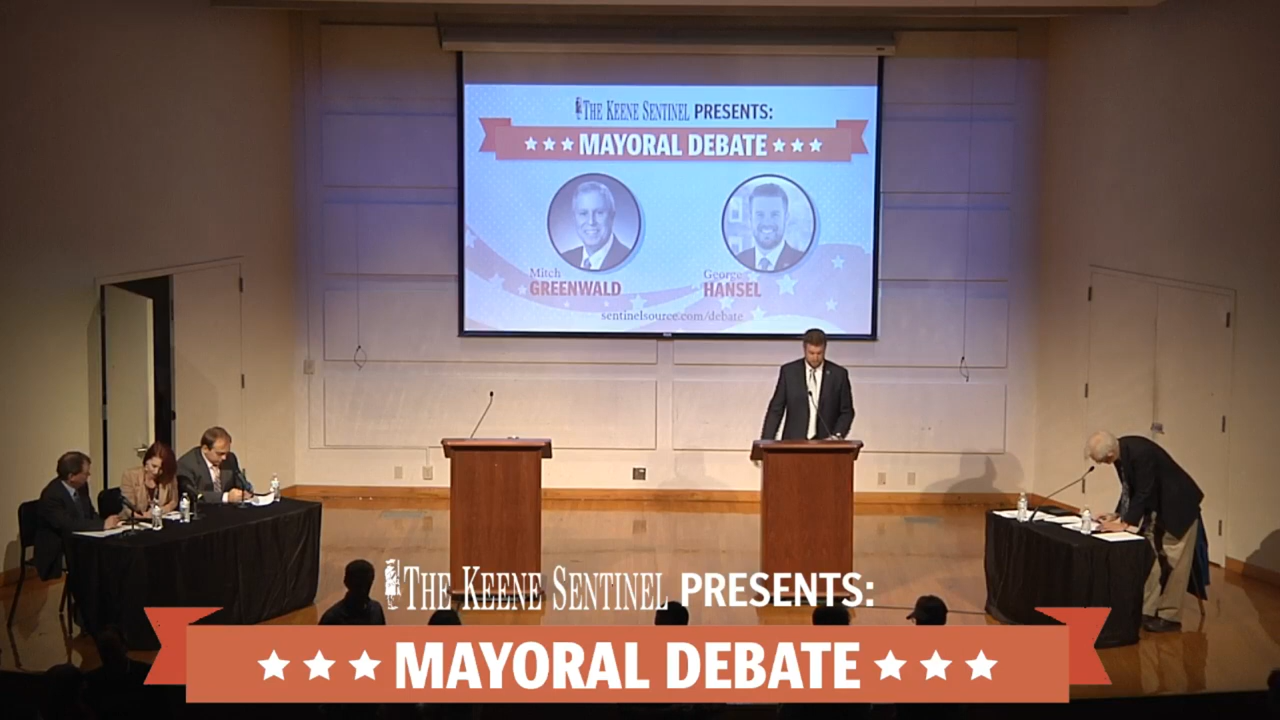 THE KEENE SENTINEL PRESENTS:
MAYORAL DEBATE
Mitch
GREENWALD
George
HANSEL
sentinelsource.com/debate
THE KEENE SENTINEL PRESENTS:
MAYORAL DEBATE